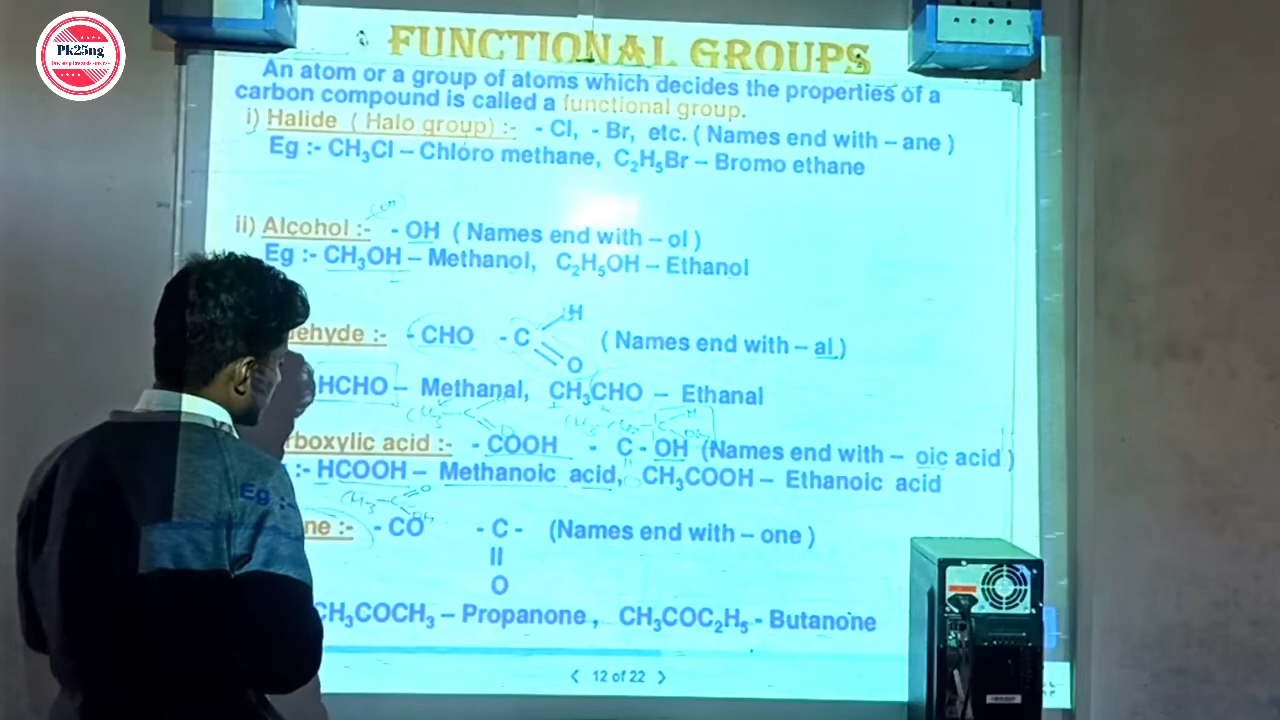 Pk25ng
FUNCTIONAL GROUPS
An atom or a group of atoms which decides the properties of a
carbon compound is called a functional group.
i) Halide ( Halo group) :- - Cl, - Br, etc. ( Names end with – ane )
Eg :- CH₃Cl – Chloro methane, C₂H₅Br – Bromo ethane
ii) Alcohol :- - OH ( Names end with – ol )
Eg :- CH₃OH – Methanol, C₂H₅OH – Ethanol
ehyde :- - CHO - C H O ( Names end with – al )
HCHO – Methanal, CH₃CHO – Ethanal
rboxylic acid :- - COOH - C - OH (Names end with – oic acid )
:- HCOOH – Methanoic acid, CH₃COOH – Ethanoic acid
Eg :-
ne :- - CO - C - (Names end with – one )
O
CH₃COCH₃ – Propanone , CH₃COC₂H₅ - Butanone
12 of 22